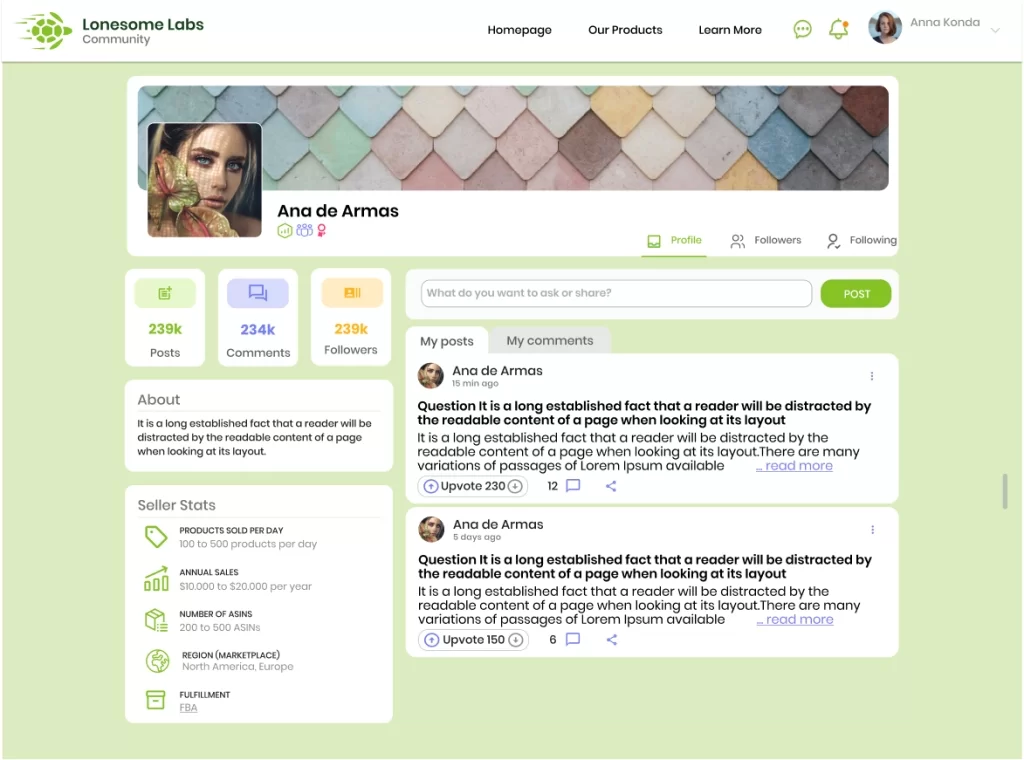 Lonesome Labs
Community
Homepage
Our Products
Learn More
Anna Konda
Ana de Armas
Profile
Followers
Following
239k
Posts
234k
Comments
239k
Followers
What do you want to ask or share?
POST
About
It is a long established fact that a reader will be
distracted by the readable content of a page
when looking at its layout.
Seller Stats
PRODUCTS SOLD PER DAY
100 to 500 products per day
ANNUAL SALES
$10,000 to $20,000 per year
NUMBER OF ASINS
200 to 500 ASINs
REGION (MARKETPLACE)
North America, Europe
FULFILLMENT
FBA
My posts
My comments
Ana de Armas
15 min ago
Question It is a long established fact that a reader will be distracted by
the readable content of a page when looking at its layout
It is a long established fact that a reader will be distracted by the
readable content of a page when looking at its layout.There are many
variations of passages of Lorem Ipsum available ... read more
Upvote 230
12
Ana de Armas
5 days ago
Question It is a long established fact that a reader will be distracted by
the readable content of a page when looking at its layout
It is a long established fact that a reader will be distracted by the
readable content of a page when looking at its layout.There are many
variations of passages of Lorem Ipsum available ... read more
Upvote 150
6